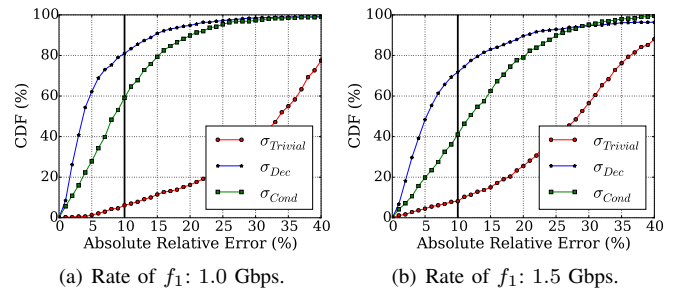 100
80
60
40
20
0
CDF (%)
0 5 10 15 20 25 30 35 40
Absolute Relative Error (%)
σTrivial
σDec
σCond
(a) Rate of f1: 1.0 Gbps.
100
80
60
40
20
0
CDF (%)
0 5 10 15 20 25 30 35 40
Absolute Relative Error (%)
σTrivial
σDec
σCond
(b) Rate of f1: 1.5 Gbps.